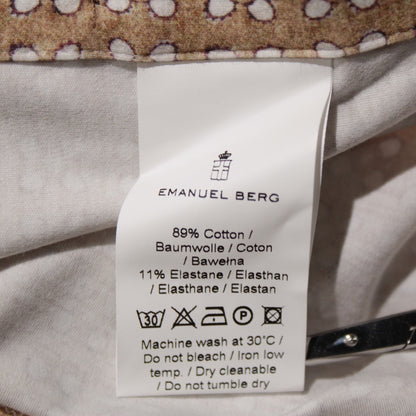 EMANUEL BERG
89% Cotton /
Baumwolle / Coton
/ Bawełna
11% Elastane / Elasthan
/ Elasthane / Elastan
30 P
Machine wash at 30°C /
Do not bleach / Iron low
temp. / Dry cleanable
/ Do not tumble dry